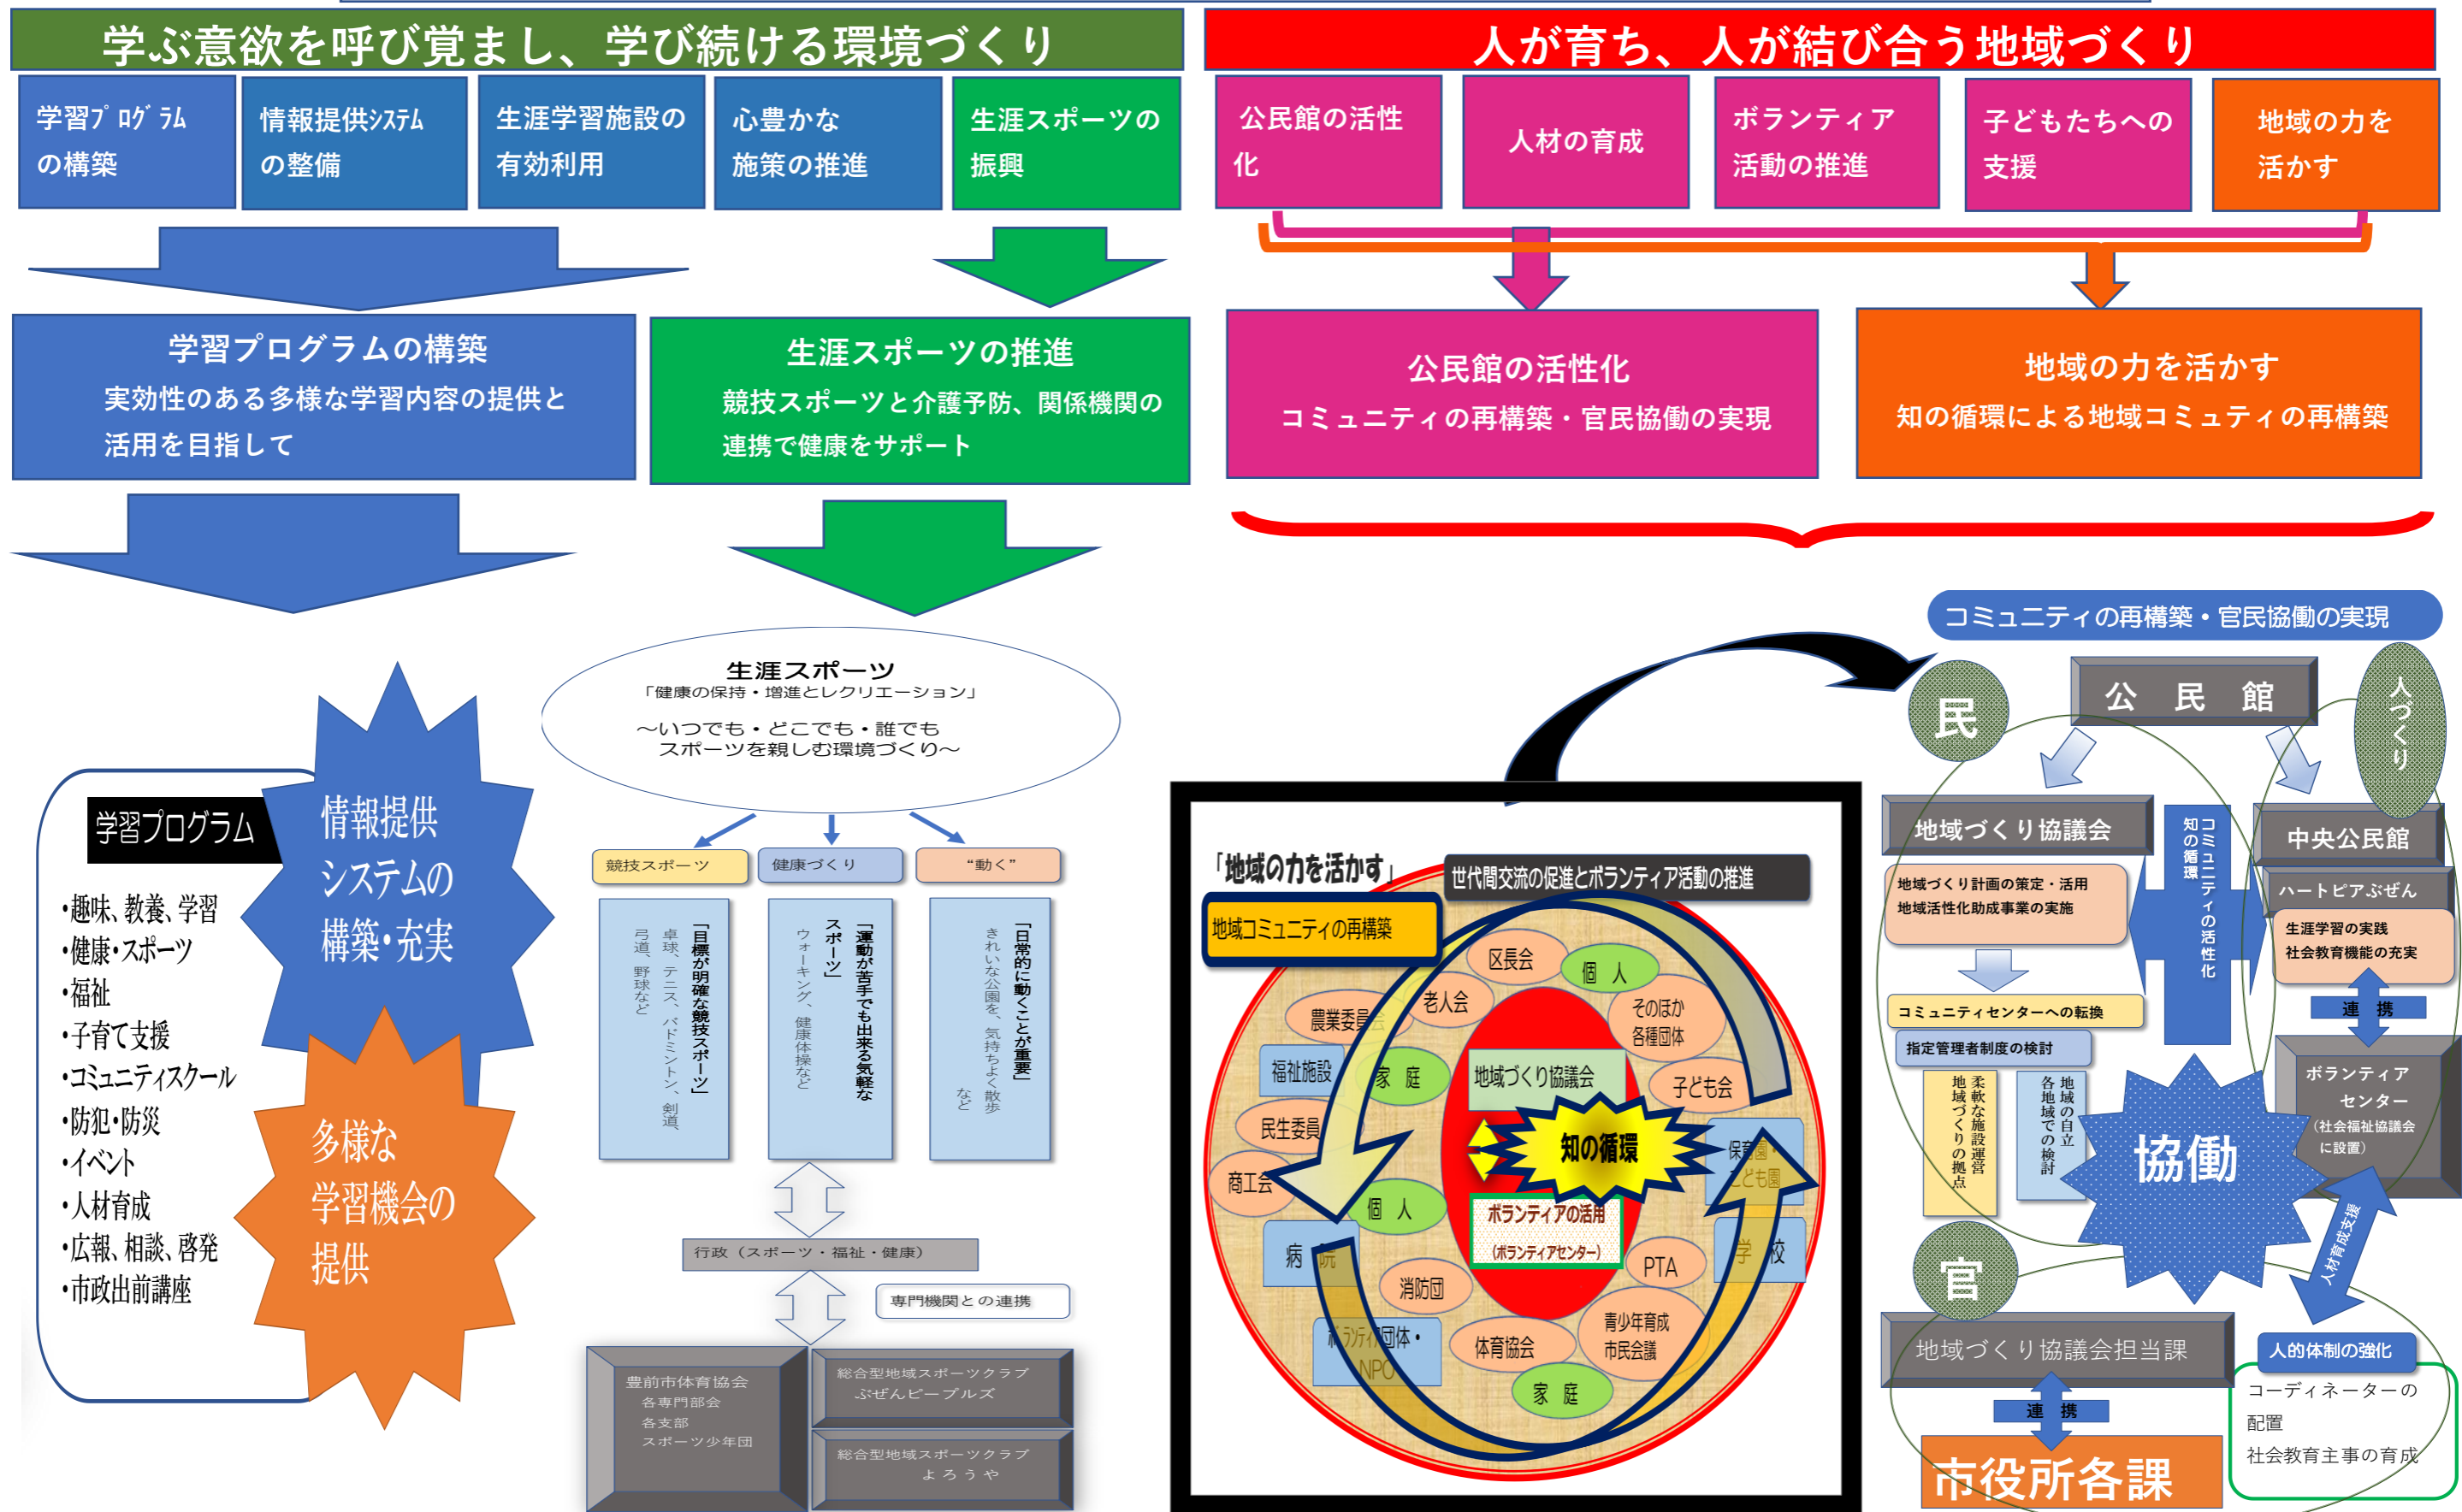 学ぶ意欲を呼び覚まし、学び続ける環境づくり
人が育ち、人が結び合う地域づくり
学習プログラム
の構築
情報提供システム
の整備
生涯学習施設の
有効利用
心豊かな
施策の推進
生涯スポーツの
振興
公民館の活性
化
人材の育成
ボランティア
活動の推進
子どもたちへの
支援
地域の力を
活かす
学習プログラムの構築
実効性のある多様な学習内容の提供と
活用を目指して
生涯スポーツの推進
競技スポーツと介護予防、関係機関の
連携で健康をサポート
公民館の活性化
コミュニティの再構築・官民協働の実現
地域の力を活かす
知の循環による地域コミュティの再構築
学習プログラム
・趣味、教養、学習
・健康・スポーツ
・福祉
・子育て支援
・コミュニティスクール
・防犯・防災
・イベント
・人材育成
・広報、相談、啓発
・市政出前講座
情報提供
システムの
構築・充実
多様な
学習機会の
提供
生涯スポーツ
「健康の保持・増進とレクリエーション」
～いつでも・どこでも・誰でも
スポーツを親しむ環境づくり～
競技スポーツ
健康づくり
“動く”
「目標が明確な競技スポーツ」
卓球、テニス、バドミントン、剣道、
弓道、野球など
「運動が苦手でも出来る気軽な
スポーツ」
ウォーキング、健康体操など
「日常的に動くことが重要」
きれいな公園を、気持ちよく散歩
など
行政（スポーツ・福祉・健康）
専門機関との連携
豊前市体育協会
各専門部会
各支部
スポーツ少年団
総合型地域スポーツクラブ
ぶぜんピープルズ
総合型地域スポーツクラブ
よろうや
「地域の力を活かす」
世代間交流の促進とボランティア活動の推進
地域コミュニティの再構築
区長会
個 人
老人会
そのほか
各種団体
農業委員会
福祉施設
家 庭
地域づくり協議会
子ども会
民生委員
知の循環
保育園・
こども園
商工会
個 人
ボランティアの活用
（ボランティアセンター）
病 院
消防団
PTA
学 校
ボランティア団体・
NPO
体育協会
青少年育成
市民会議
家 庭
コミュニティの再構築・官民協働の実現
民
公 民 館
人づくり
地域づくり協議会
中央公民館
ハートピアぶぜん
コミュニティの活性化
知の循環
地域づくり計画の策定・活用
地域活性化助成事業の実施
生涯学習の実践
社会教育機能の充実
連 携
コミュニティセンターへの転換
指定管理者制度の検討
柔軟な施設運営
地域づくりの拠点
地域の自立
各地域での検討
ボランティア
センター
（社会福祉協議会
に設置）
協働
人材育成支援
官
地域づくり協議会担当課
連 携
市役所各課
人的体制の強化
コーディネーターの
配置
社会教育主事の育成